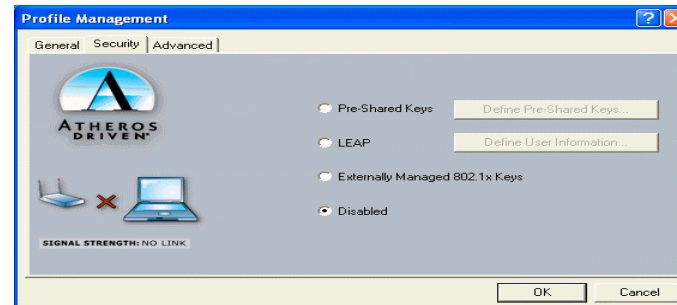 Profile Management
General Security Advanced
ATHEROS
DRIVEN
Pre-Shared Keys Define Pre-Shared Keys...
LEAP Define User Information...
Externally Managed 802.1x Keys
Disabled
SIGNAL STRENGTH: NO LINK
OK Cancel